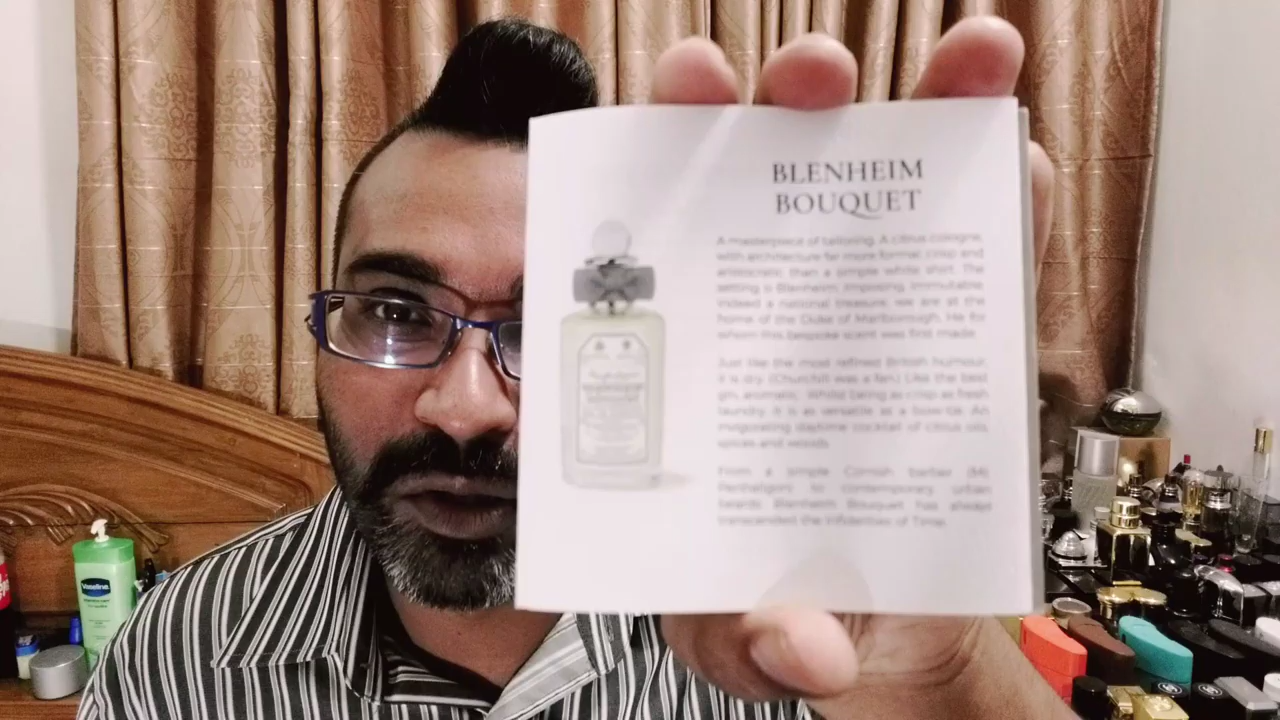 BLENHEIM
BOUQUET
A masterpiece of tailoring. A citrus cologne,
with architecture far more formal, crisp and
aristocratic than a simple white shirt. The
setting is Blenheim. Imposing, immutable.
Indeed a national treasure, we are at the
home of the Duke of Marlborough. He for
whom this bespoke scent was first made.
Just like the most refined British humour,
it is dry. (Churchill was a fan.) Like the best
gin, aromatic. Whilst being as crisp as fresh
laundry, it is as versatile as a bow-tie. An
invigorating daytime cocktail of citrus oils,
spices and woods.
From a simple Cornish barber (Mr
Penhaligon) to contemporary urban
beards, Blenheim Bouquet has always
transcended the infidelities of Time.
Vaseline